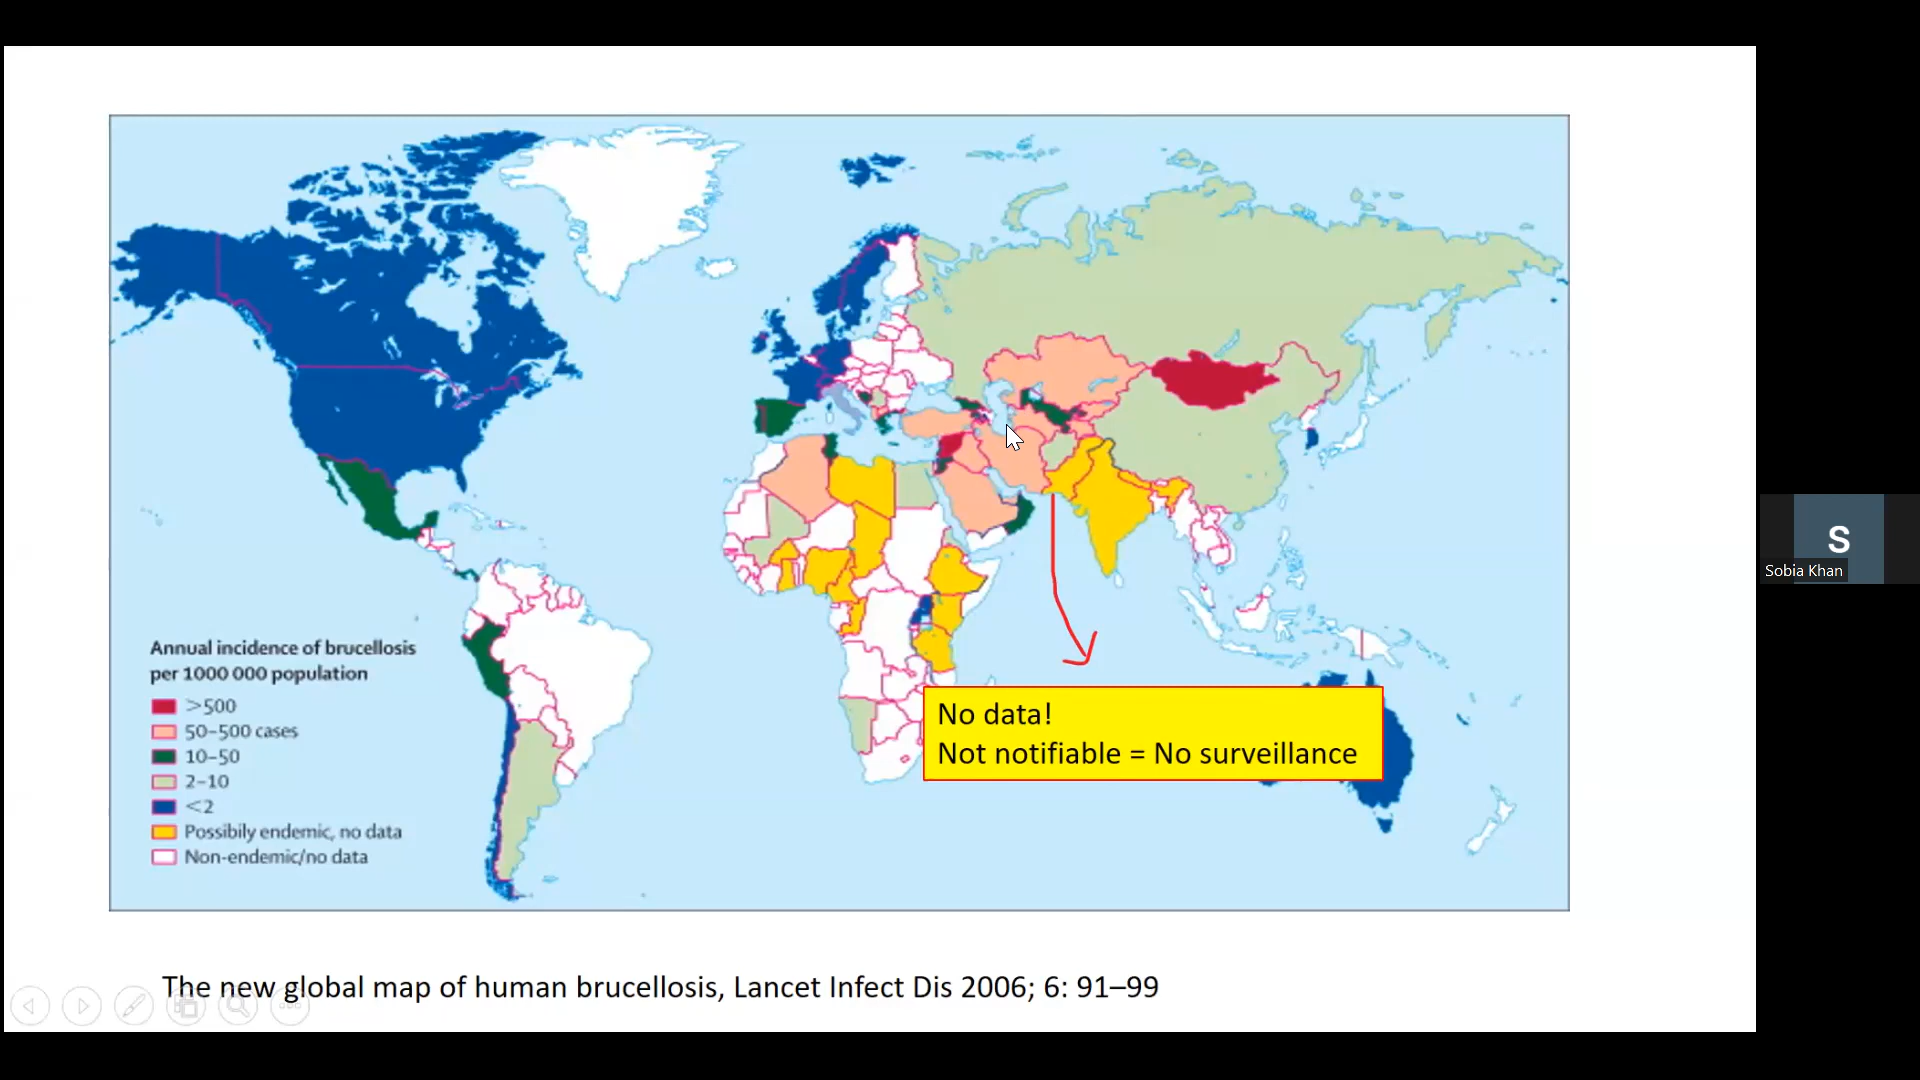 Annual incidence of brucellosis
per 1000 000 population
>500
50–500 cases
10–50
2–10
<2
Possibily endemic, no data
Non-endemic/no data
No data!
Not notifiable = No surveillance
S
Sobia Khan
The new global map of human brucellosis, Lancet Infect Dis 2006; 6: 91–99